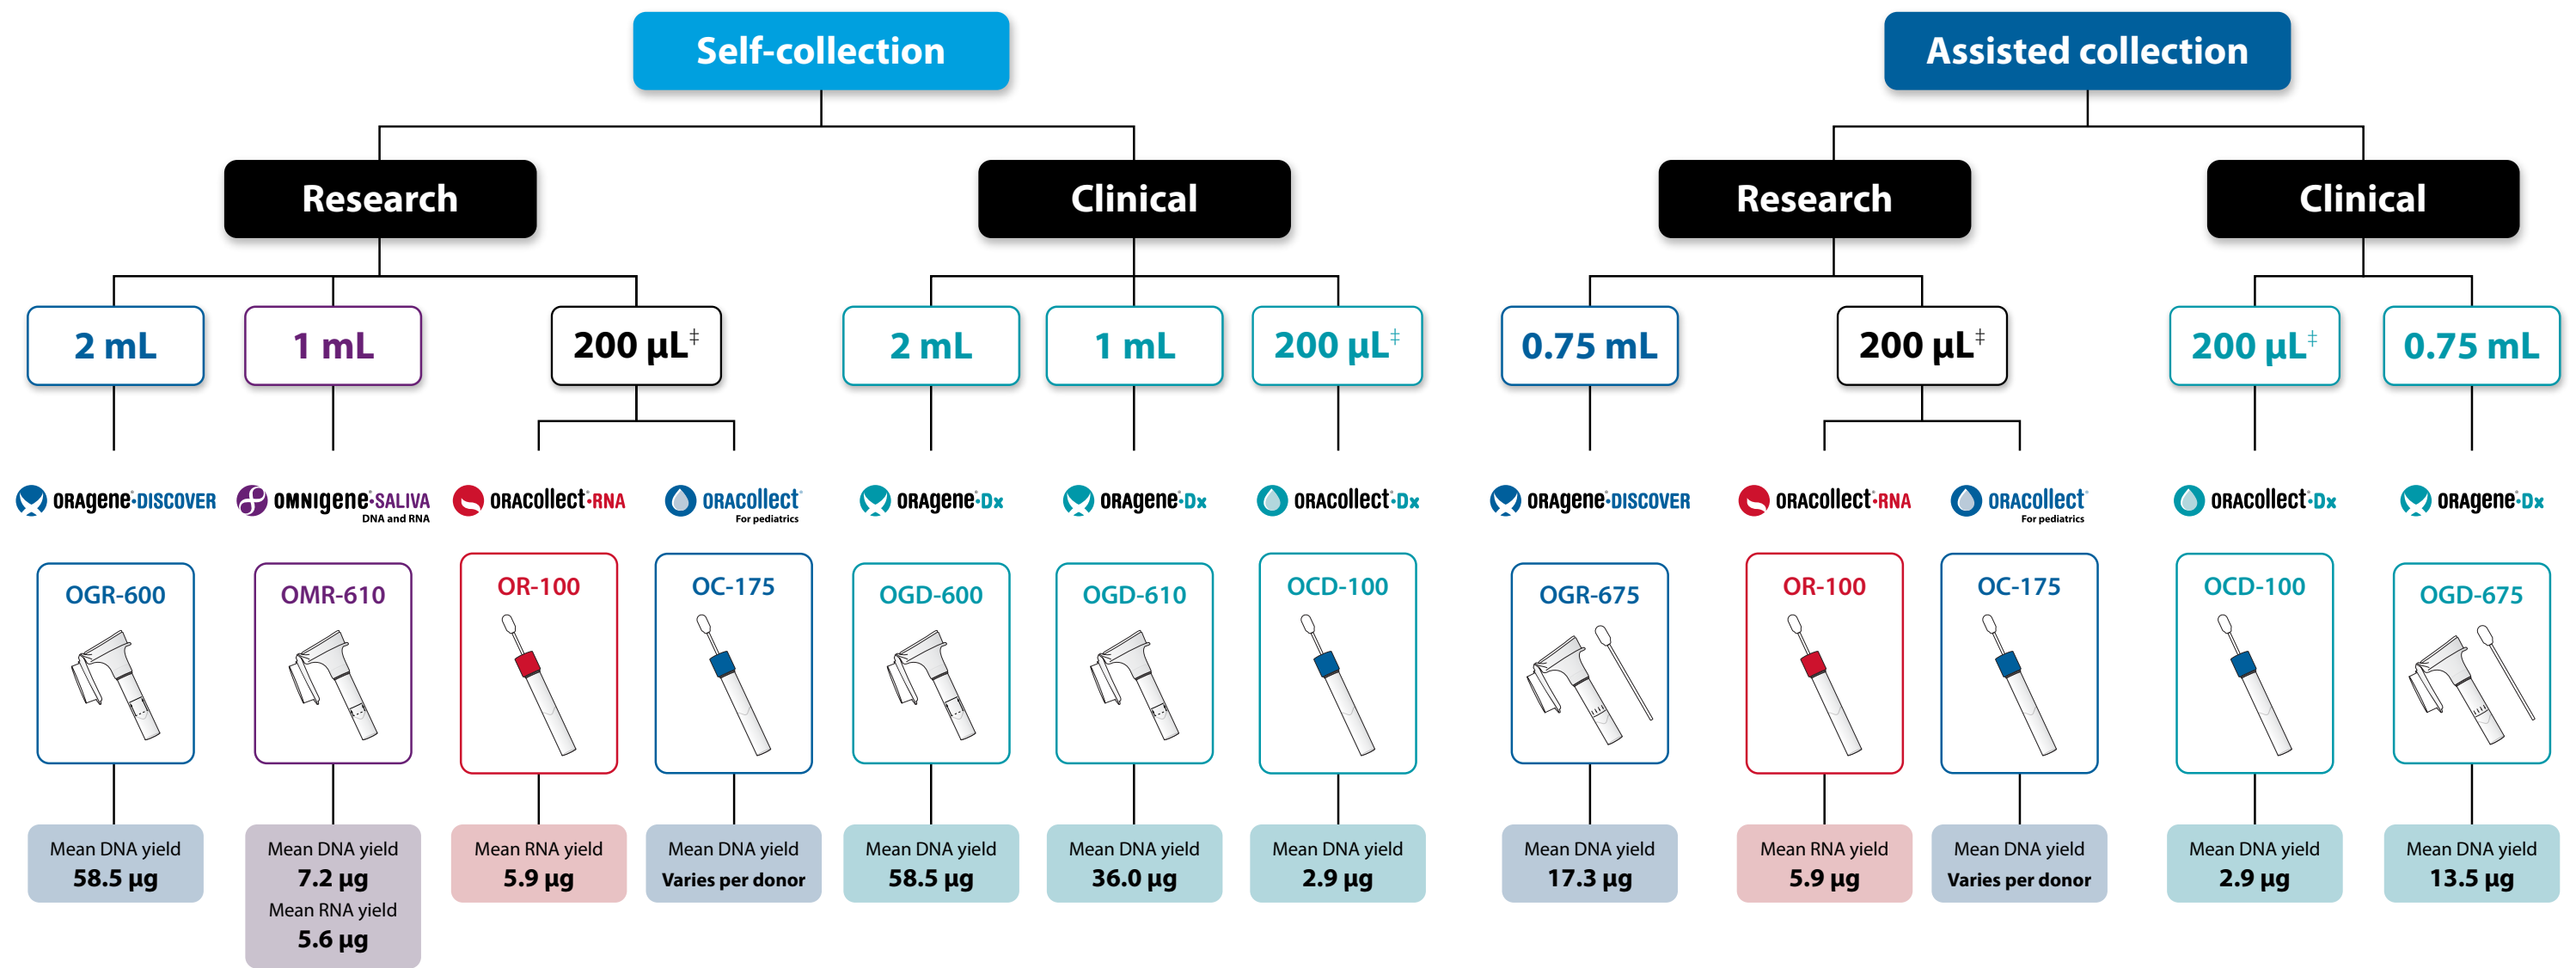 Self-collection
Assisted collection
Research
Clinical
Research
Clinical
2 mL
1 mL
200 µL‡
2 mL
1 mL
200 µL‡
0.75 mL
200 µL‡
200 µL‡
0.75 mL
ORAgene®•DISCOVER
OMNIgene®•SALIVA
DNA and RNA
ORAcollect®•RNA
ORAcollect®
For pediatrics
ORAgene®•Dx
ORAgene®•Dx
ORAcollect®•Dx
ORAgene®•DISCOVER
ORAcollect®•RNA
ORAcollect®
For pediatrics
ORAcollect®•Dx
ORAgene®•Dx
OGR-600
OMR-610
OR-100
OC-175
OGD-600
OGD-610
OCD-100
OGR-675
OR-100
OC-175
OCD-100
OGD-675
Mean DNA yield
58.5 µg
Mean DNA yield
7.2 µg
Mean RNA yield
5.6 µg
Mean RNA yield
5.9 µg
Mean DNA yield
Varies per donor
Mean DNA yield
58.5 µg
Mean DNA yield
36.0 µg
Mean DNA yield
2.9 µg
Mean DNA yield
17.3 µg
Mean RNA yield
5.9 µg
Mean DNA yield
Varies per donor
Mean DNA yield
2.9 µg
Mean DNA yield
13.5 µg